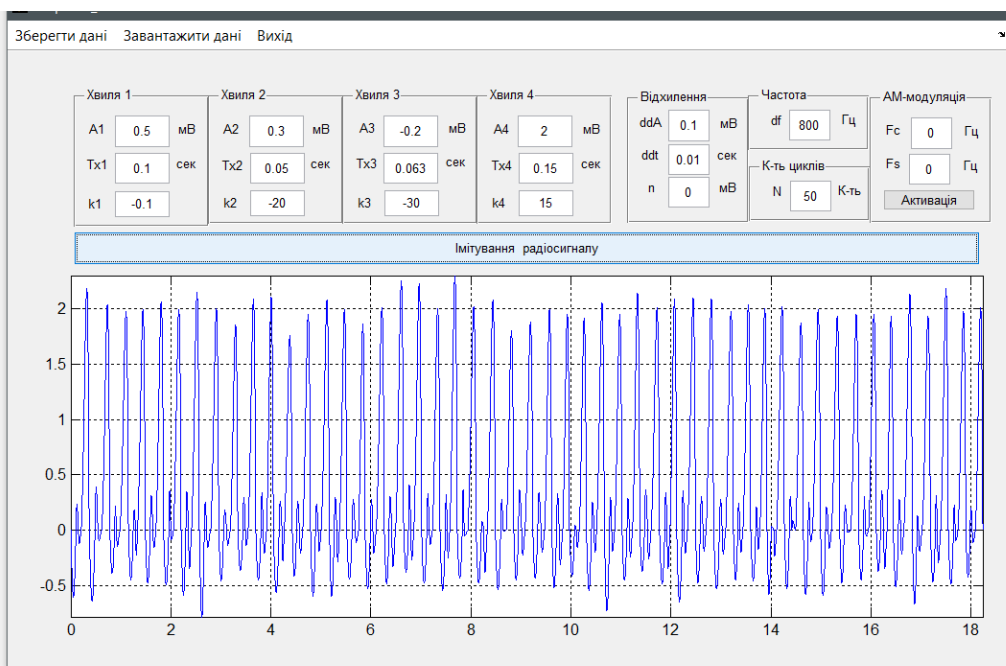 Зберегти дані Завантажити дані Вихід
Хвиля 1 Хвиля 2 Хвиля 3 Хвиля 4 Відхилення Частота АМ-модуляція
A1 0.5 мВ A2 0.3 мВ A3 -0.2 мВ A4 2 мВ ddA 0.1 мВ df 800 Гц Fc 0 Гц
Tx1 0.1 сек Tx2 0.05 сек Tx3 0.063 сек Tx4 0.15 сек ddt 0.01 сек К-ть циклів Fs 0 Гц
k1 -0.1 k2 -20 k3 -30 k4 15 n 0 мВ N 50 К-ть Активація
Імітування радіосигналу
2
1.5
1
0.5
0
-0.5
0 2 4 6 8 10 12 14 16 18